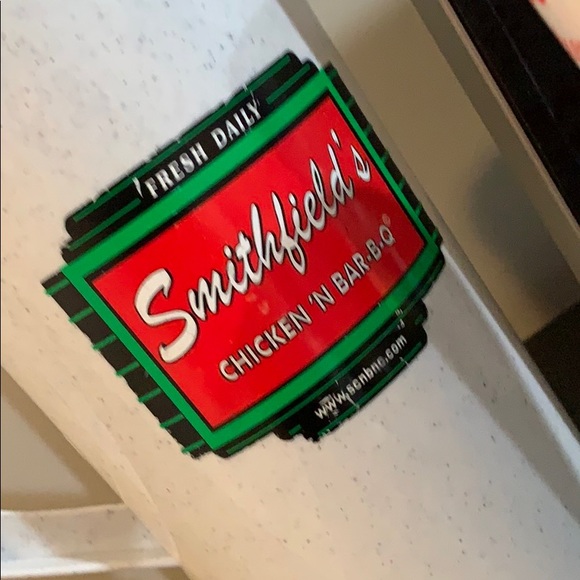 FRESH DAILY
Smithfield's
CHICKEN 'N BAR-B-Q®
www.scnbnc.com